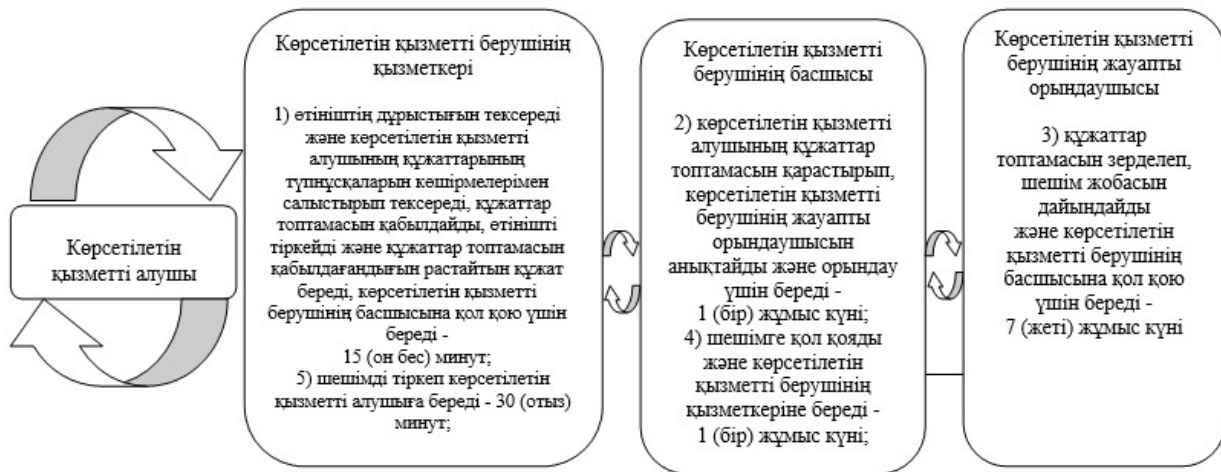 Көрсетілетін
қызметті алушы
Көрсетілетін қызметті берушінің
қызметкері
1) өтініштің дұрыстығын тексереді
және көрсетілетін қызметті
алушының құжаттарының
түпнұсқаларын көшірмелерімен
салыстырып тексереді, құжаттар
топтамасын қабылдайды, өтінішті
тіркейді және құжаттар топтамасын
қабылдағандығын растайтын құжат
береді, көрсетілетін қызметті
берушінің басшысына қол қою үшін
береді -
15 (он бес) минут;
5) шешімді тіркеп көрсетілетін
қызметті алушыға береді - 30 (отыз)
минут;
Көрсетілетін қызметті
берушінің басшысы
2) көрсетілетін қызметті
алушының құжаттар
топтамасын қарастырып,
көрсетілетін қызметті
берушінің жауапты
орындаушысын
анықтайды және орындау
үшін береді -
1 (бір) жұмыс күні;
4) шешімге қол қояды
және көрсетілетін
қызметті берушінің
қызметкеріне береді -
1 (бір) жұмыс күні;
Көрсетілетін қызметті
берушінің жауапты
орындаушысы
3) құжаттар
топтамасын зерделеп,
шешім жобасын
дайындайды
және көрсетілетін
қызметті берушінің
басшысына қол қою
үшін береді -
7 (жеті) жұмыс күні